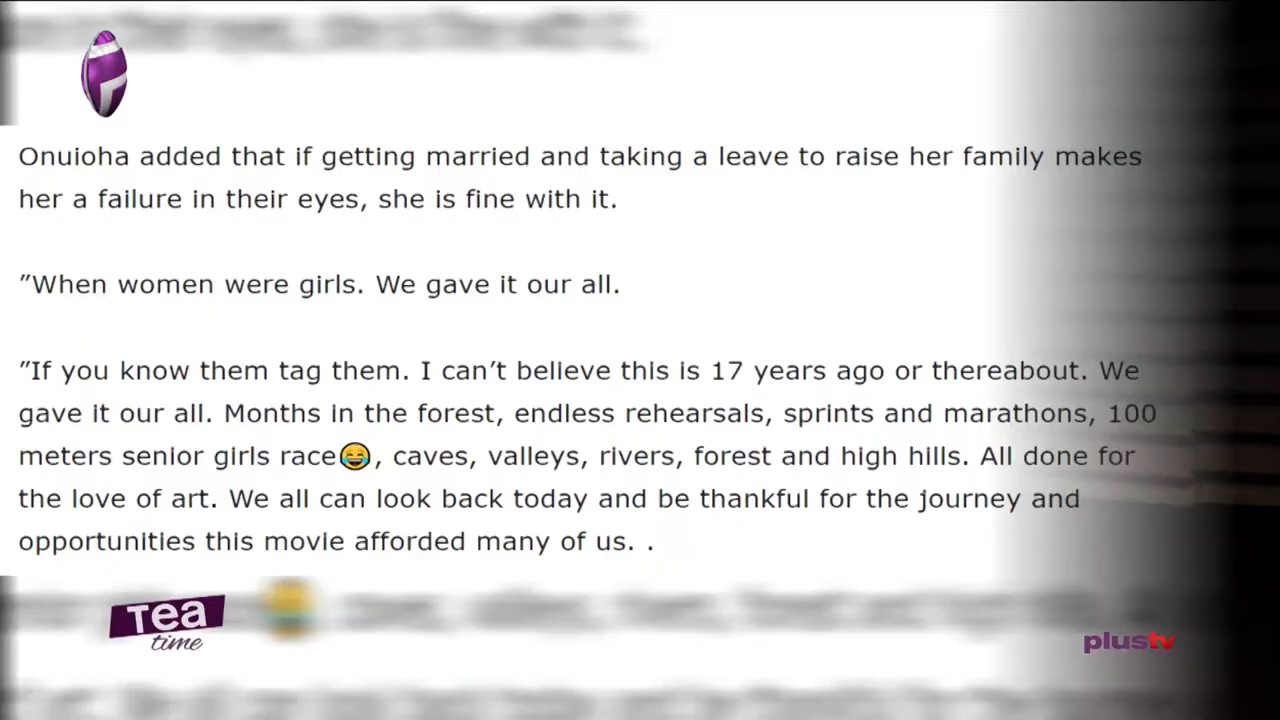 Onuioha added that if getting married and taking a leave to raise her family makes
her a failure in their eyes, she is fine with it.
”When women were girls. We gave it our all.
”If you know them tag them. I can’t believe this is 17 years ago or thereabout. We
gave it our all. Months in the forest, endless rehearsals, sprints and marathons, 100
meters senior girls race😂, caves, valleys, rivers, forest and high hills. All done for
the love of art. We all can look back today and be thankful for the journey and
opportunities this movie afforded many of us. .
Tea
time
plustv